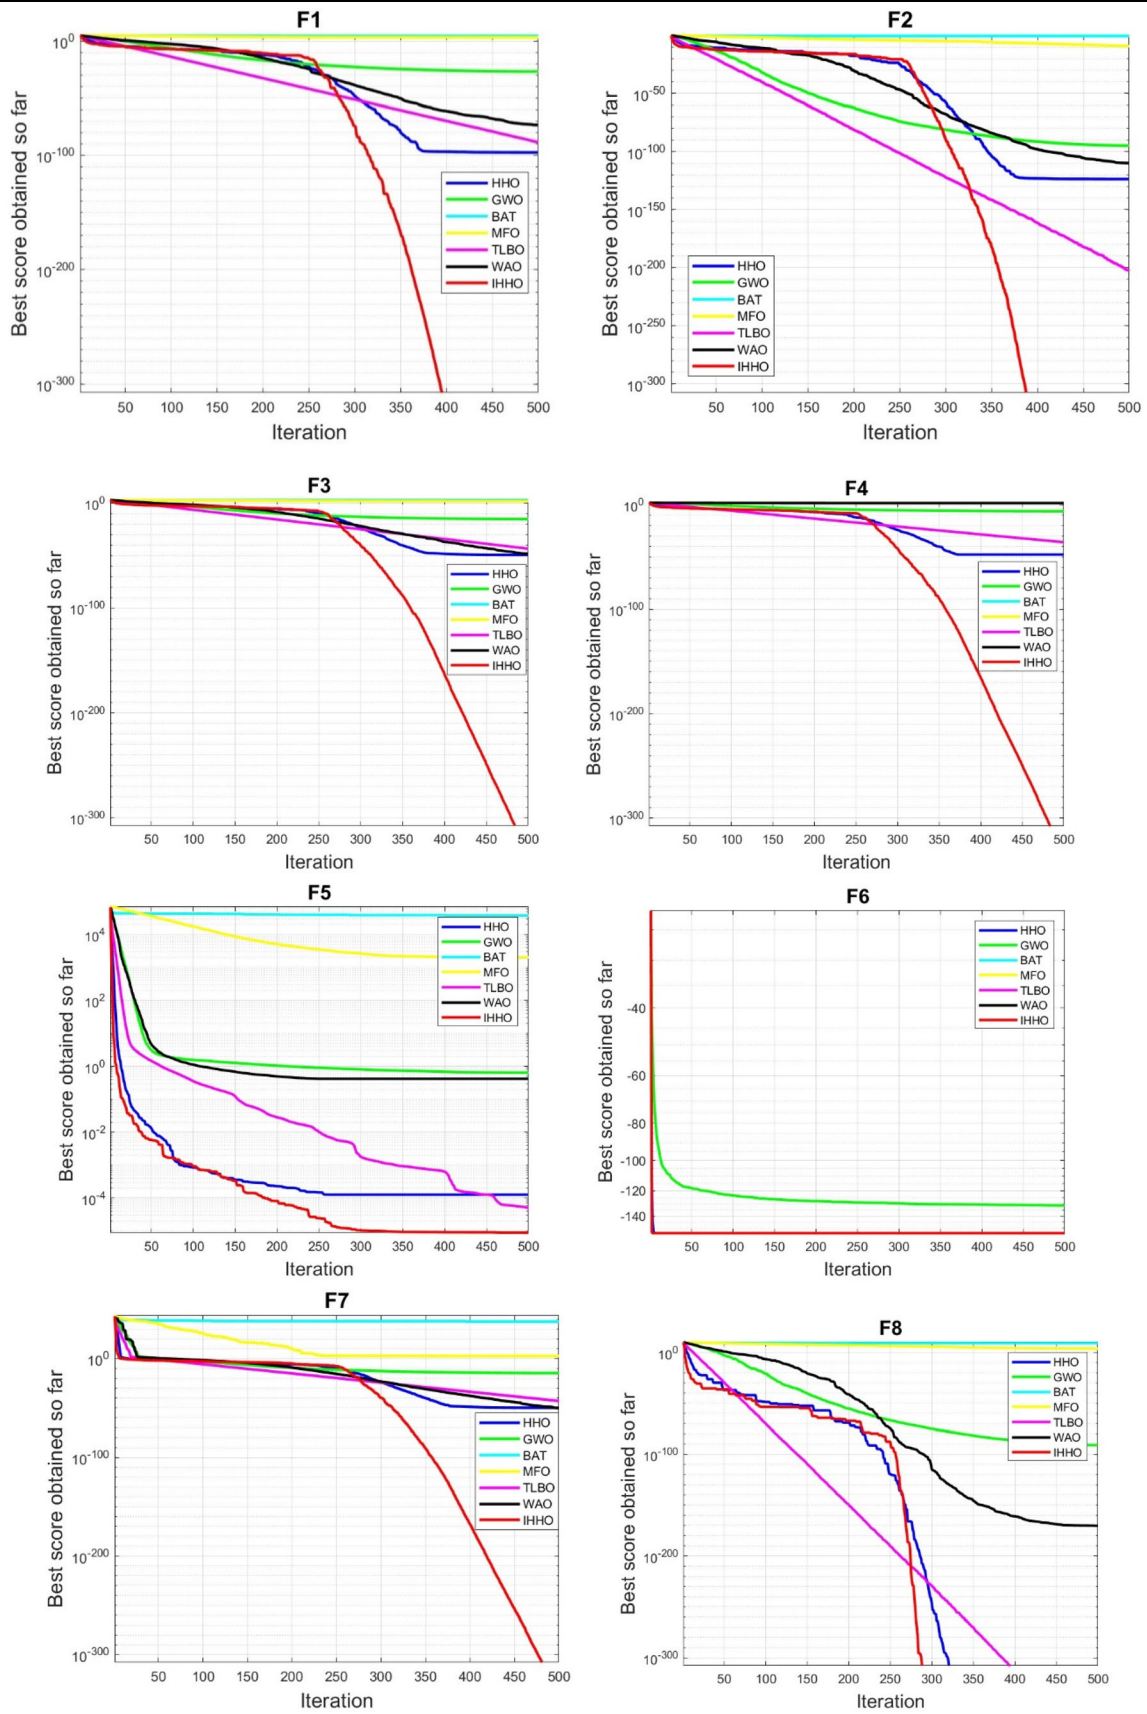 F1
Best score obtained so far
10^0
10^-100
10^-200
10^-300
HHO
GWO
BAT
MFO
TLBO
WAO
IHHO
50 100 150 200 250 300 350 400 450 500
Iteration
F2
Best score obtained so far
10^-50
10^-100
10^-150
10^-200
10^-250
10^-300
HHO
GWO
BAT
MFO
TLBO
WAO
IHHO
50 100 150 200 250 300 350 400 450 500
Iteration
F3
Best score obtained so far
10^0
10^-100
10^-200
10^-300
HHO
GWO
BAT
MFO
TLBO
WAO
IHHO
50 100 150 200 250 300 350 400 450 500
Iteration
F4
Best score obtained so far
10^0
10^-100
10^-200
10^-300
HHO
GWO
BAT
MFO
TLBO
WAO
IHHO
50 100 150 200 250 300 350 400 450 500
Iteration
F5
Best score obtained so far
10^4
10^2
10^0
10^-2
10^-4
HHO
GWO
BAT
MFO
TLBO
WAO
IHHO
50 100 150 200 250 300 350 400 450 500
Iteration
F6
Best score obtained so far
-40
-60
-80
-100
-120
-140
HHO
GWO
BAT
MFO
TLBO
WAO
IHHO
50 100 150 200 250 300 350 400 450 500
Iteration
F7
Best score obtained so far
10^0
10^-100
10^-200
10^-300
HHO
GWO
BAT
MFO
TLBO
WAO
IHHO
50 100 150 200 250 300 350 400 450 500
Iteration
F8
Best score obtained so far
10^0
10^-100
10^-200
10^-300
HHO
GWO
BAT
MFO
TLBO
WAO
IHHO
50 100 150 200 250 300 350 400 450 500
Iteration